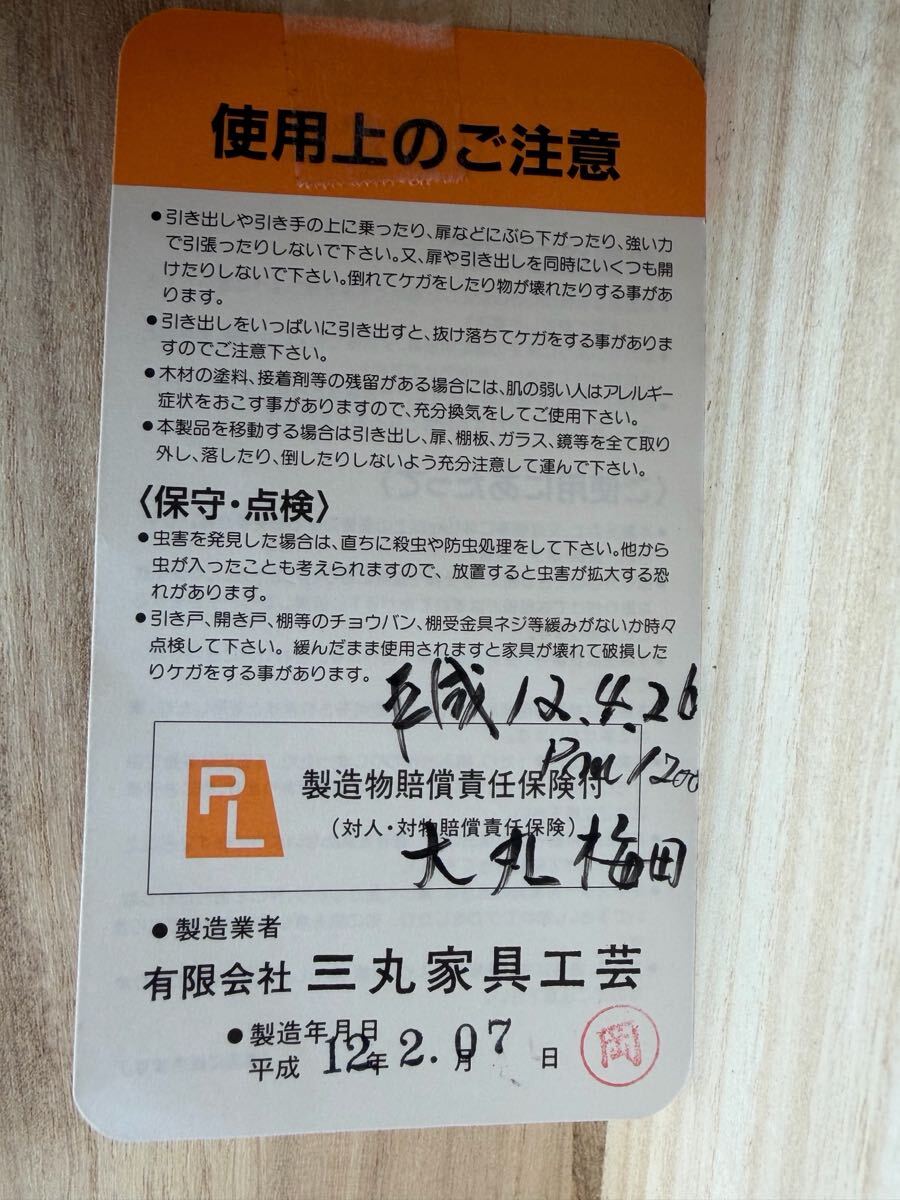 使用上のご注意
●引き出しや引き手の上に乗ったり、扉などにぶら下がったり、強い力
で引張ったりしないで下さい。又、扉や引き出しを同時にいくつも開
けたりしないで下さい。倒れてケガをしたり物が壊れたりする事があ
ります。
●引き出しをいっぱいに引き出すと、抜け落ちてケガをする事がありま
すのでご注意下さい。
●木材の塗料、接着剤等の残留がある場合には、肌の弱い人はアレルギー
症状をおこす事がありますので、充分換気をしてご使用下さい。
●本製品を移動する場合は引き出し、扉、棚板、ガラス、鏡等を全て取り
外し、落したり、倒したりしないよう充分注意して運んで下さい。
〈保守・点検〉
●虫害を発見した場合は、直ちに殺虫や防虫処理をして下さい。他から
虫が入ったことも考えられますので、放置すると虫害が拡大する恐
れがあります。
●引き戸、開き戸、棚等のチョウバン、棚受金具ネジ等緩みがないか時々
点検して下さい。緩んだまま使用されますと家具が壊れて破損した
りケガをする事があります。
平成12.4.26
PM 1200
PL
製造物賠償責任保険付
(対人・対物賠償責任保険)
大丸梅田
●製造業者
有限会社 三丸家具工芸
●製造年月日
平成 12年 2.月07 日
岡